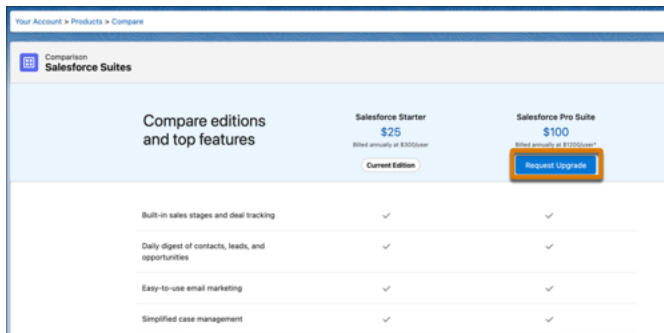 Your Account > Products > Compare
Comparison
Salesforce Suites
Compare editions
and top features
Salesforce Starter
$25
Billed annually at $300/user
Current Edition
Salesforce Pro Suite
$100
Billed annually at $1200/user*
Request Upgrade
Built-in sales stages and deal tracking
Daily digest of contacts, leads, and
opportunities
Easy-to-use email marketing
Simplified case management